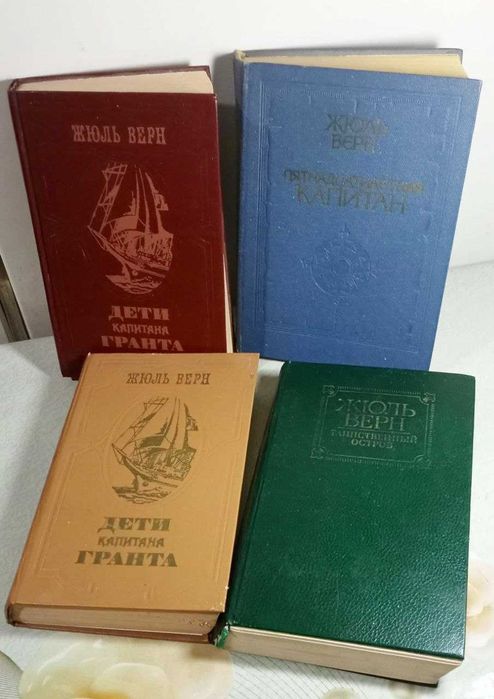 ЖЮЛЬ ВЕРН
ДЕТИ
КАПИТАНА
ГРАНТА
ЖЮЛЬ
ВЕРН
ПЯТНАДЦАТИЛЕТНИЙ
КАПИТАН
ЖЮЛЬ ВЕРН
ДЕТИ
КАПИТАНА
ГРАНТА
ЖЮЛЬ
ВЕРН
ТАИНСТВЕННЫЙ
ОСТРОВ